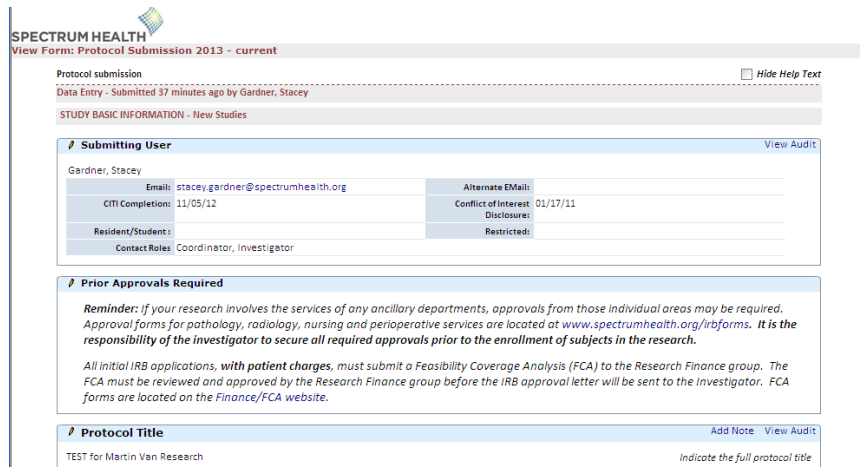 SPECTRUM HEALTH
View Form: Protocol Submission 2013 - current
Protocol submission Hide Help Text
Data Entry - Submitted 37 minutes ago by Gardner, Stacey
STUDY BASIC INFORMATION - New Studies
Submitting User View Audit
Gardner, Stacey
Email: stacey.gardner@spectrumhealth.org Alternate EMail:
CITI Completion: 11/05/12 Conflict of Interest 01/17/11
Disclosure:
Resident/Student: Restricted:
Contact Roles Coordinator, Investigator
Prior Approvals Required
Reminder: If your research involves the services of any ancillary departments, approvals from those individual areas may be required.
Approval forms for pathology, radiology, nursing and perioperative services are located at www.spectrumhealth.org/irbforms. It is the
responsibility of the investigator to secure all required approvals prior to the enrollment of subjects in the research.
All initial IRB applications, with patient charges, must submit a Feasibility Coverage Analysis (FCA) to the Research Finance group. The
FCA must be reviewed and approved by the Research Finance group before the IRB approval letter will be sent to the Investigator. FCA
forms are located on the Finance/FCA website.
Protocol Title Add Note View Audit
TEST for Martin Van Research Indicate the full protocol title